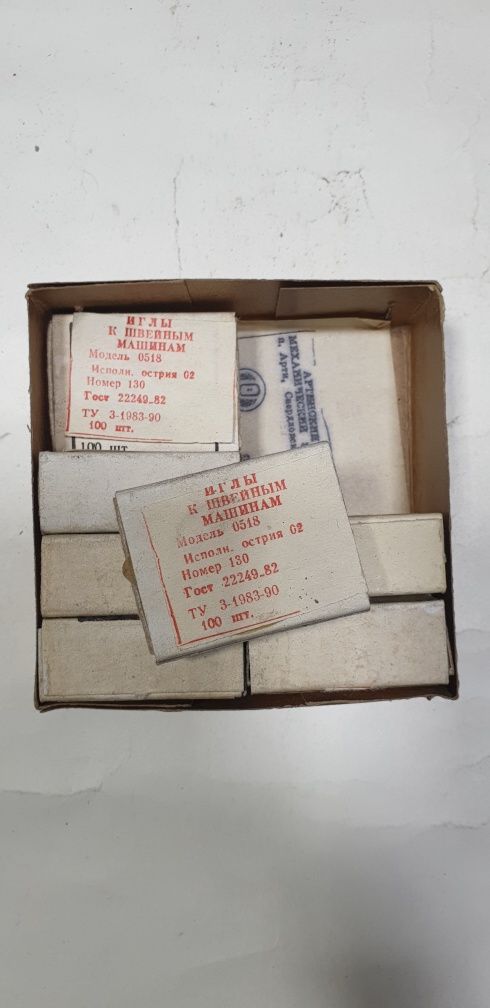 ИГЛЫ
К ШВЕЙНЫМ
МАШИНАМ
Модель 0518
Исполн. острия 02
Номер 130
Гост 22249-82
ТУ 3-1983-90
100 шт.
100 шт
АРТИНСКИЙ
МЕХАНИЧЕСКИЙ
п. Арти,
ИГЛЫ
К ШВЕЙНЫМ
МАШИНАМ
Модель 0518
Исполн. острия 02
Номер 130
Гост 22249-82
ТУ 3-1983-90
100 шт.